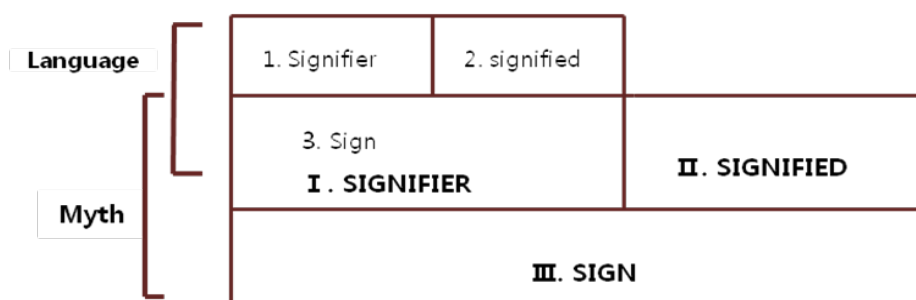 Language
1. Signifier
2. signified
3. Sign
Ⅰ. SIGNIFIER
Ⅱ. SIGNIFIED
Myth
Ⅲ. SIGN